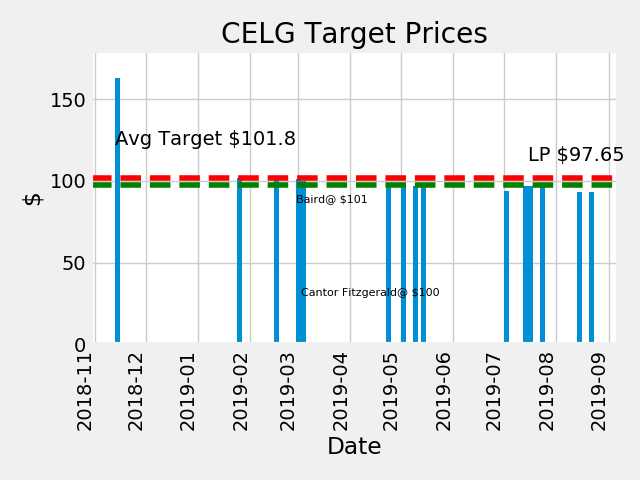 CELG Target Prices
$
150
100
50
0
Avg Target $101.8
LP $97.65
Baird@ $101
Cantor Fitzgerald@ $100
2018-11
2018-12
2019-01
2019-02
2019-03
2019-04
2019-05
2019-06
2019-07
2019-08
2019-09
Date